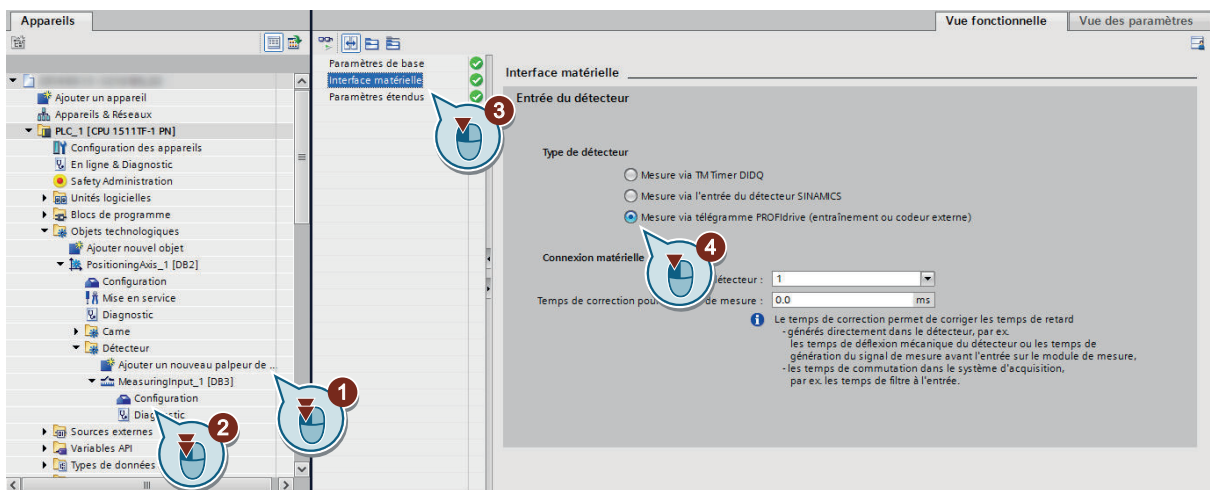 Appareils
Ajouter un appareil
Appareils & Réseaux
PLC_1 [CPU 1511TF-1 PN]
Configuration des appareils
En ligne & Diagnostic
Safety Administration
Unités logicielles
Blocs de programme
Objets technologiques
Ajouter nouvel objet
PositioningAxis_1 [DB2]
Configuration
Mise en service
Diagnostic
Came
Détecteur
Ajouter un nouveau palpeur de ...
MeasuringInput_1 [DB3]
Configuration
Diag stic
Sources externes
Variables API
Types de données
1
2
Paramètres de base
Interface matérielle
Paramètres étendus
3
Vue fonctionnelle
Vue des paramètres
Interface matérielle
Entrée du détecteur
Type de détecteur
Mesure via TM Timer DIDQ
Mesure via l'entrée du détecteur SINAMICS
Mesure via télégramme PROFIdrive (entraînement ou codeur externe)
4
Connexion matérielle
détecteur : 1
Temps de correction pour de mesure : 0.0 ms
Le temps de correction permet de corriger les temps de retard
- générés directement dans le détecteur, par ex.
les temps de déflexion mécanique du détecteur ou les temps de
génération du signal de mesure avant l'entrée sur le module de mesure,
- les temps de commutation dans le système d'acquisition,
par ex. les temps de filtre à l'entrée.